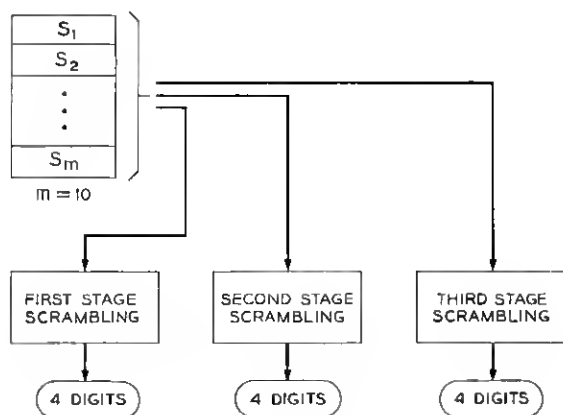 S1
S2
Sm
m = 10
FIRST STAGE
SCRAMBLING
SECOND STAGE
SCRAMBLING
THIRD STAGE
SCRAMBLING
4 DIGITS
4 DIGITS
4 DIGITS